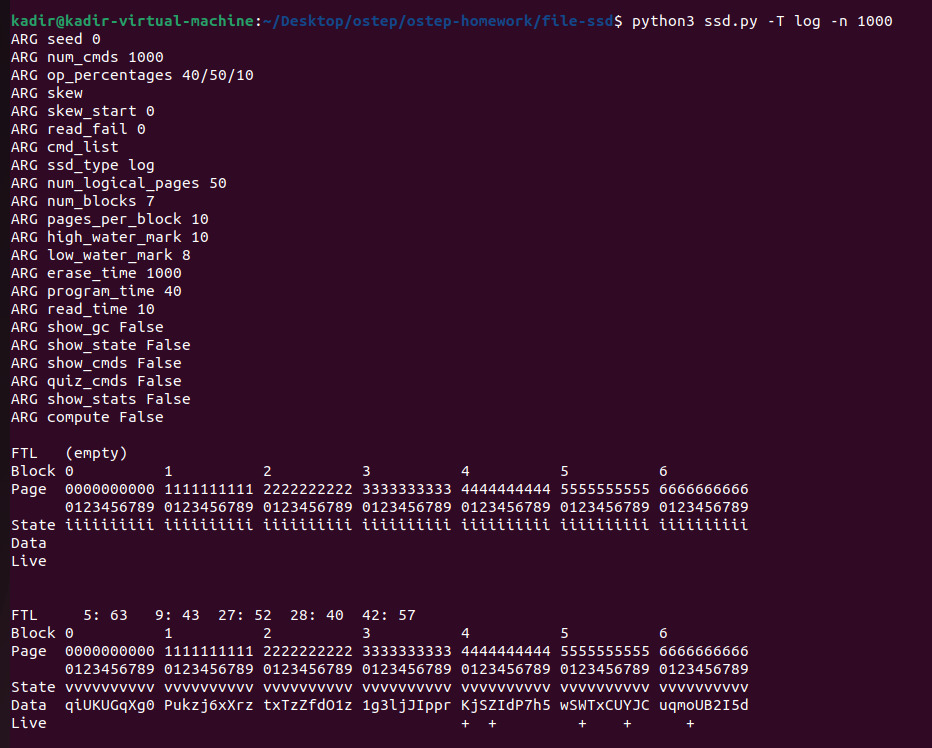 kadir@kadir-virtual-machine:~/Desktop/ostep/ostep-homework/file-ssd$ python3 ssd.py -T log -n 1000
ARG seed 0
ARG num_cmds 1000
ARG op_percentages 40/50/10
ARG skew
ARG skew_start 0
ARG read_fail 0
ARG cmd_list
ARG ssd_type log
ARG num_logical_pages 50
ARG num_blocks 7
ARG pages_per_block 10
ARG high_water_mark 10
ARG low_water_mark 8
ARG erase_time 1000
ARG program_time 40
ARG read_time 10
ARG show_gc False
ARG show_state False
ARG show_cmds False
ARG quiz_cmds False
ARG show_stats False
ARG compute False

FTL   (empty)
Block 0          1          2          3          4          5          6
Page  0000000000 1111111111 2222222222 3333333333 4444444444 5555555555 6666666666
      0123456789 0123456789 0123456789 0123456789 0123456789 0123456789 0123456789
State iiiiiiiiii iiiiiiiiii iiiiiiiiii iiiiiiiiii iiiiiiiiii iiiiiiiiii iiiiiiiiii
Data
Live

FTL     5: 63   9: 43  27: 52  28: 40  42: 57
Block 0          1          2          3          4          5          6
Page  0000000000 1111111111 2222222222 3333333333 4444444444 5555555555 6666666666
      0123456789 0123456789 0123456789 0123456789 0123456789 0123456789 0123456789
State vvvvvvvvvv vvvvvvvvvv vvvvvvvvvv vvvvvvvvvv vvvvvvvvvv vvvvvvvvvv vvvvvvvvvv
Data  qiUKUGqXg0 Pukzj6xXrz txTzZfdO1z 1g3ljJIppr KjSZIdP7h5 wSWTxCUYJC uqmoUB2I5d
Live                                              +  +         +    +      +